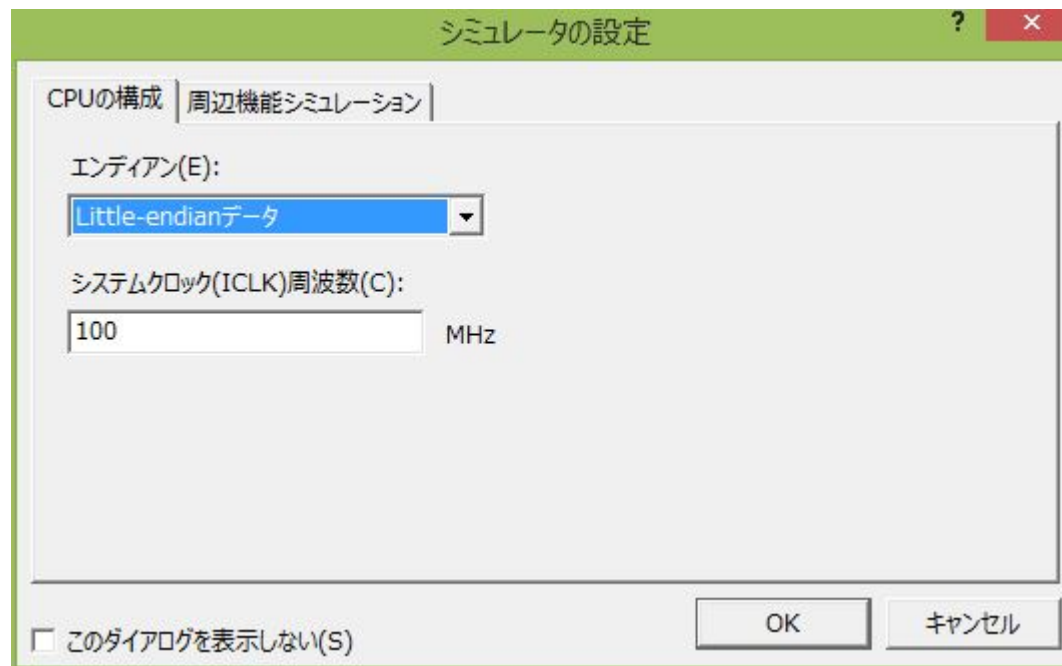 シミュレータの設定
? ×
CPUの構成 周辺機能シミュレーション
エンディアン(E):
Little-endianデータ
システムクロック(ICLK)周波数(C):
100 MHz
OK キャンセル
このダイアログを表示しない(S)